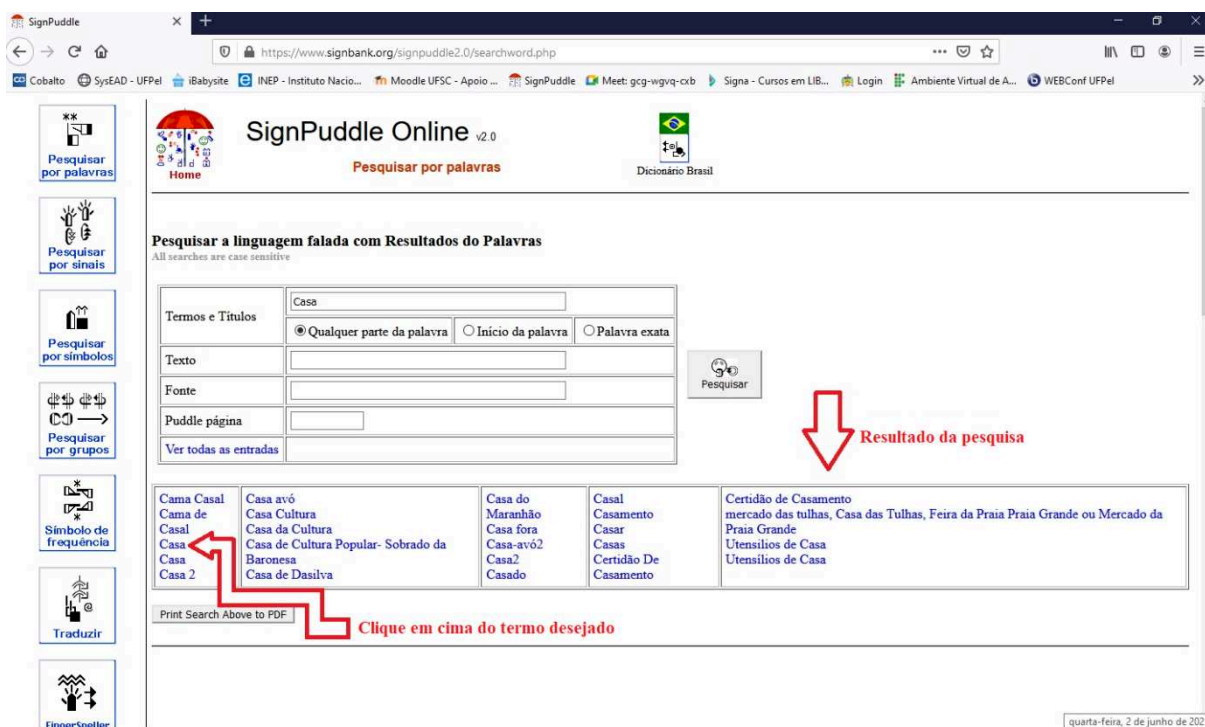 SignPuddle
https://www.signbank.org/signpuddle2.0/searchword.php
Cobalto
SysEAD - UFPel
iBabysite
INEP - Instituto Nacio...
Moodle UFSC - Apoio ...
SignPuddle
Meet: gcg-wgvq-cxb
Signa - Cursos em LIB...
Login
Ambiente Virtual de A...
WEBConf UFPel
Pesquisar
por palavras
Pesquisar
por sinais
Pesquisar
por símbolos
Pesquisar
por grupos
Símbolo de
frequência
Traduzir
FingerSpeller
Home
SignPuddle Online v2.0
Pesquisar por palavras
Dicionário Brasil
Pesquisar a linguagem falada com Resultados do Palavras
All searches are case sensitive
Termos e Títulos
Casa
Qualquer parte da palavra
Início da palavra
Palavra exata
Texto
Fonte
Puddle página
Ver todas as entradas
Pesquisar
Resultado da pesquisa
Cama Casal
Cama de
Casal
Casa
Casa
Casa 2
Casa avó
Casa Cultura
Casa da Cultura
Casa de Cultura Popular- Sobrado da
Baronesa
Casa de Dasilva
Casa do
Maranhão
Casa fora
Casa-avó2
Casa2
Casado
Casal
Casamento
Casar
Casas
Certidão De
Casamento
Certidão de Casamento
mercado das tulhas, Casa das Tulhas, Feira da Praia Praia Grande ou Mercado da
Praia Grande
Utensilios de Casa
Utensilios de Casa
Print Search Above to PDF
Clique em cima do termo desejado
quarta-feira, 2 de junho de 202